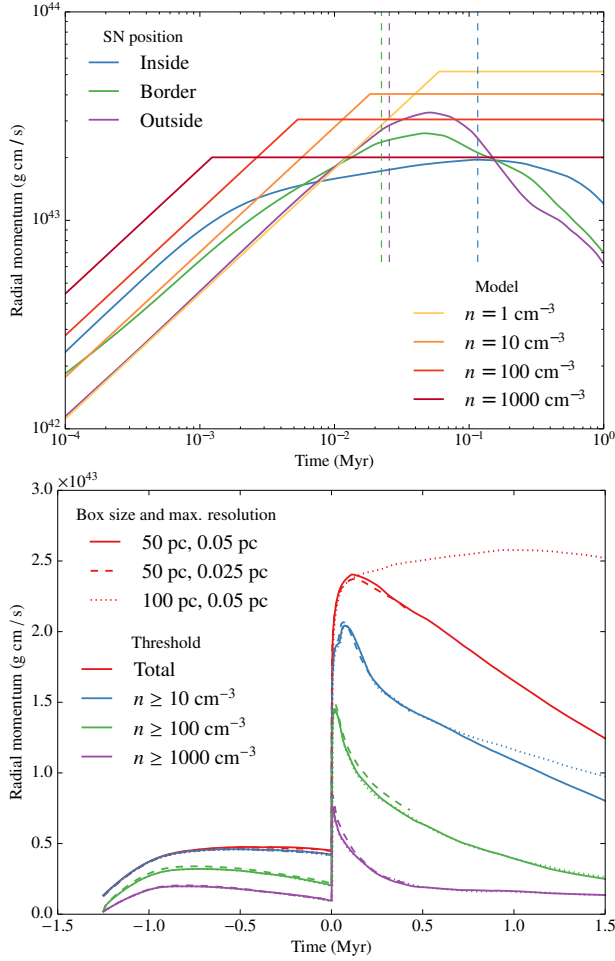 10^44
SN position
Inside
Border
Outside
Radial momentum (g cm / s)
10^43
Model
n = 1 cm^−3
n = 10 cm^−3
n = 100 cm^−3
n = 1000 cm^−3
10^42
10^−4 10^−3 10^−2 10^−1 10^0
Time (Myr)
×10^43
3.0
Box size and max. resolution
50 pc, 0.05 pc
50 pc, 0.025 pc
100 pc, 0.05 pc
2.5
2.0
Threshold
Total
n ≥ 10 cm^−3
n ≥ 100 cm^−3
n ≥ 1000 cm^−3
Radial momentum (g cm / s)
1.5
1.0
0.5
0.0
−1.5 −1.0 −0.5 0.0 0.5 1.0 1.5
Time (Myr)